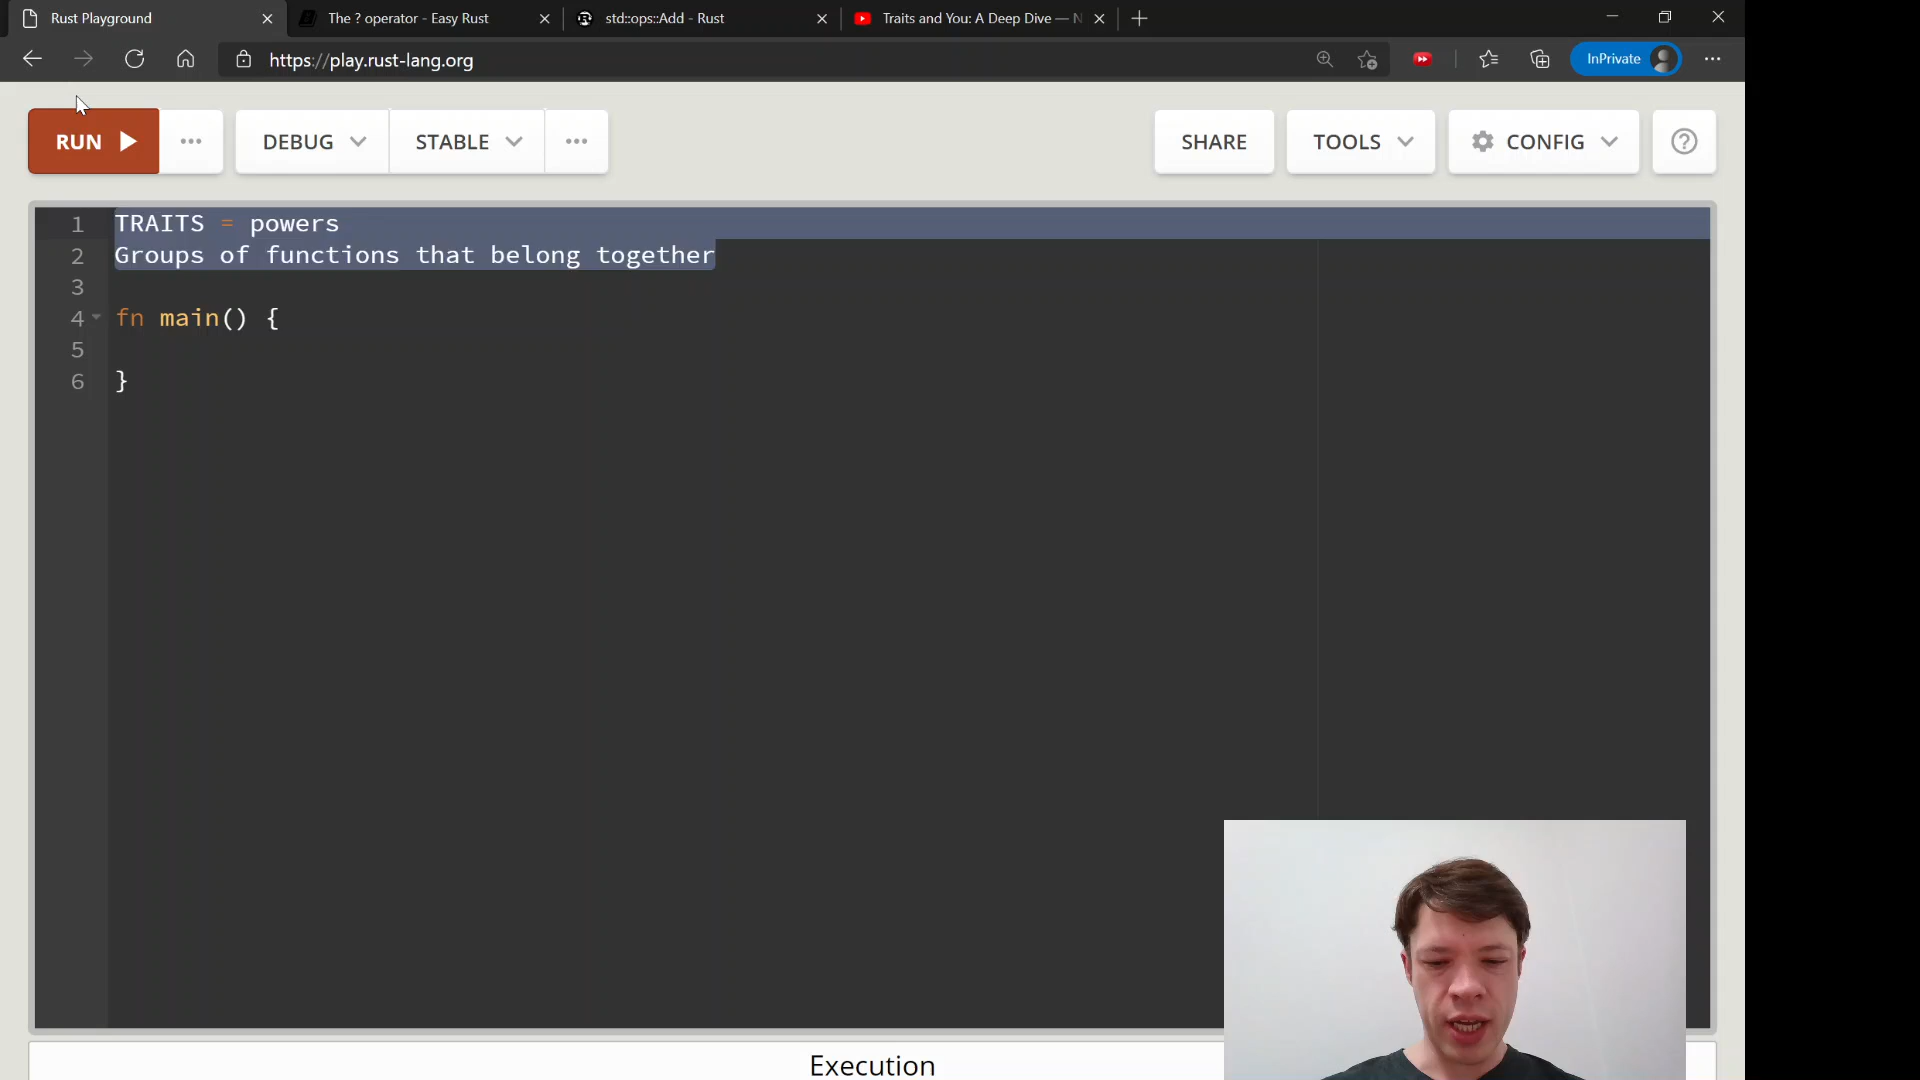 Rust Playground
The ? operator - Easy Rust
std::ops::Add - Rust
Traits and You: A Deep Dive — N
https://play.rust-lang.org
InPrivate
RUN
DEBUG
STABLE
SHARE
TOOLS
CONFIG
1 TRAITS = powers
2 Groups of functions that belong together
3
4 fn main() {
5
6 }
Execution